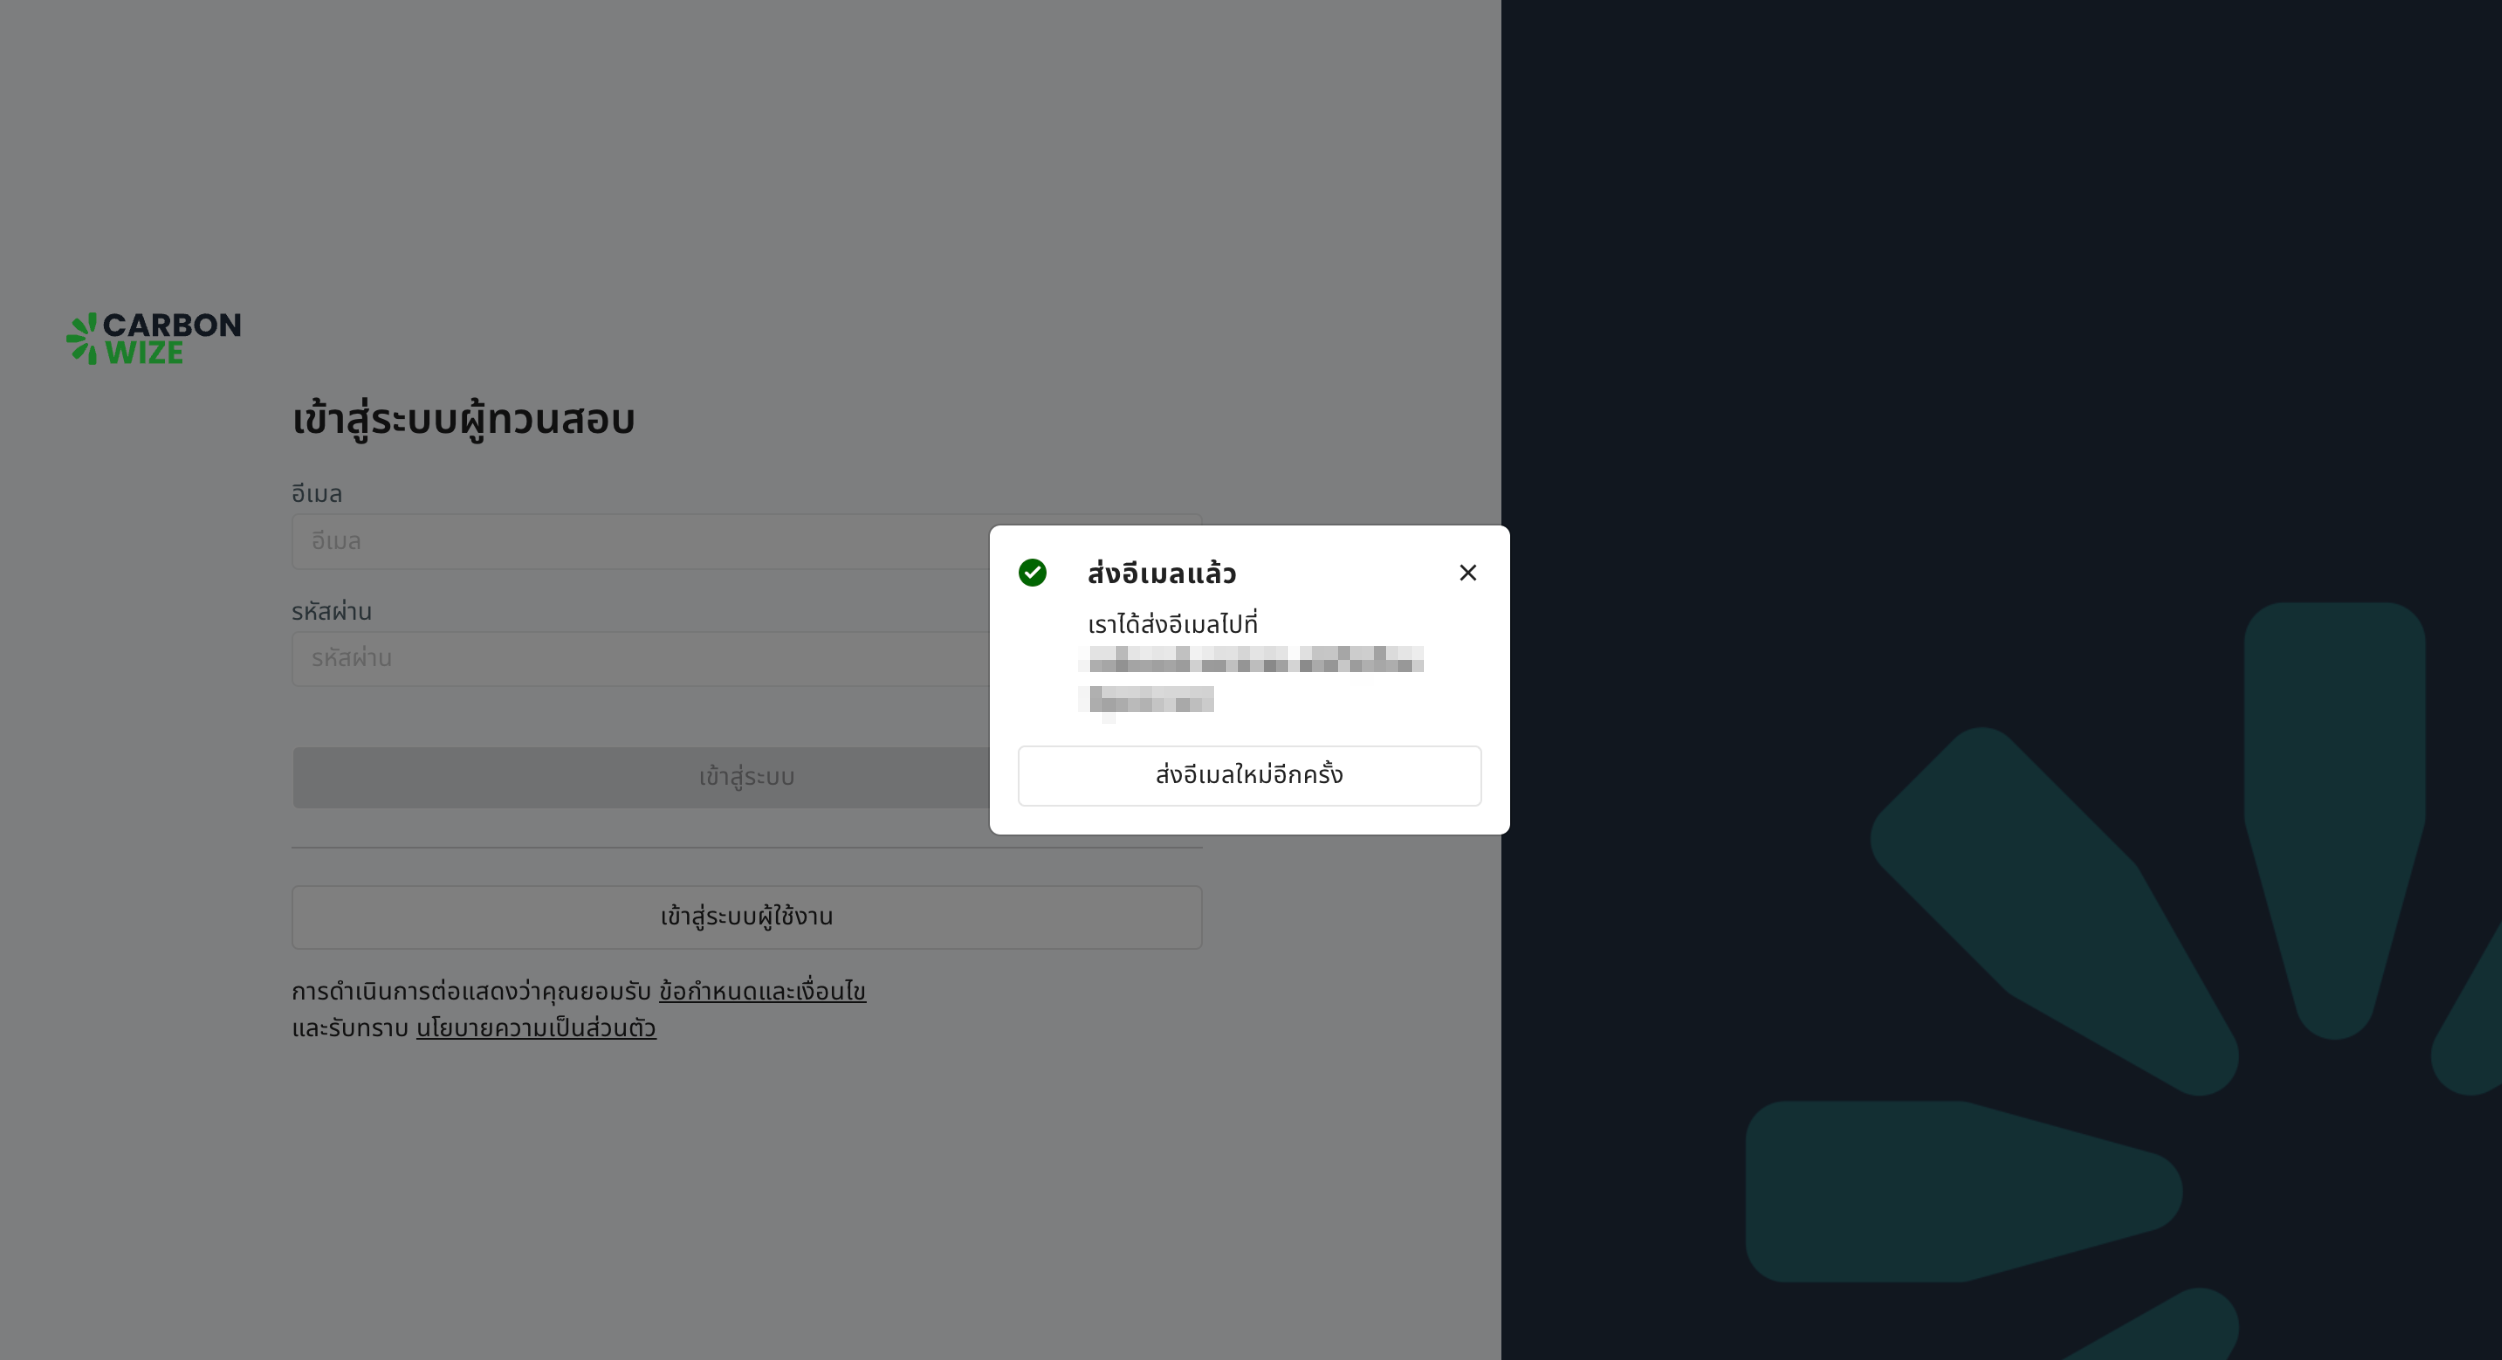 CARBON
WIZE
เข้าสู่ระบบผู้ทวนสอบ
อีเมล
อีเมล
รหัสผ่าน
รหัสผ่าน
เข้าสู่ระบบ
เข้าสู่ระบบผู้ใช้งาน
การดำเนินการต่อแสดงว่าคุณยอมรับ ข้อกำหนดและเงื่อนไข
และรับทราบ นโยบายความเป็นส่วนตัว
ส่งอีเมลแล้ว
เราได้ส่งอีเมลไปที่
ส่งอีเมลใหม่อีกครั้ง